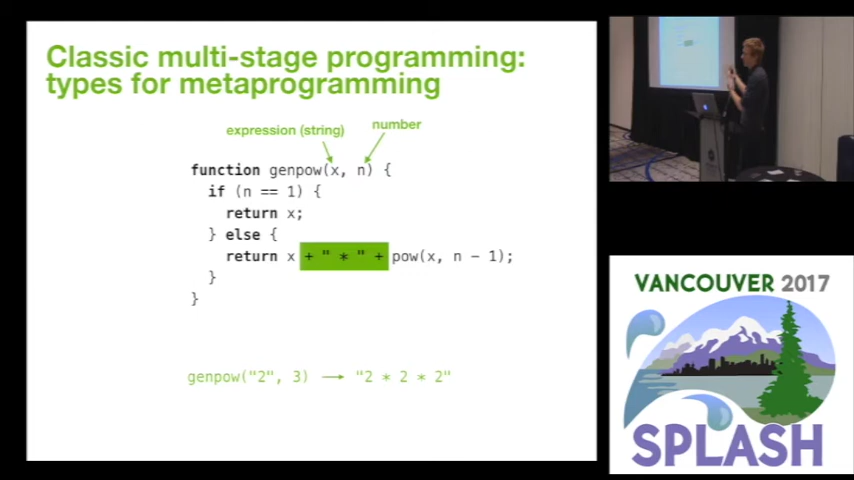 Classic multi-stage programming:
types for metaprogramming
expression (string)
number
function genpow(x, n) {
if (n == 1) {
return x;
} else {
return x + " * " + pow(x, n - 1);
}
}
genpow("2", 3) → "2 * 2 * 2"
VANCOUVER 2017
SPLASH